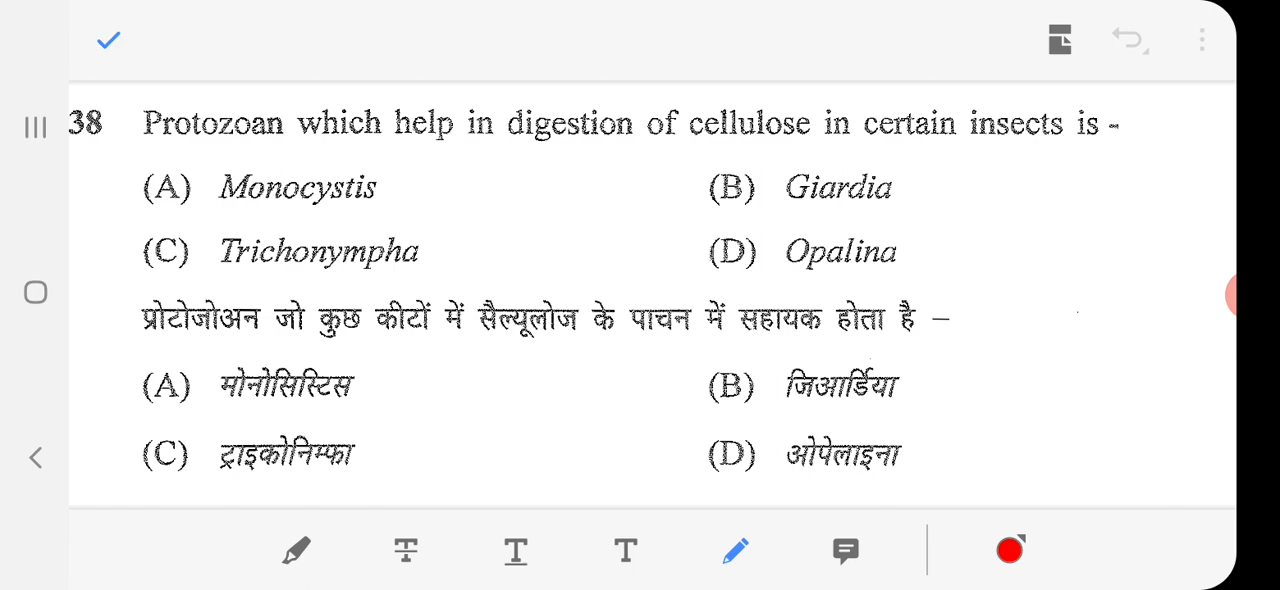 38 Protozoan which help in digestion of cellulose in certain insects is -
(A) Monocystis (B) Giardia
(C) Trichonympha (D) Opalina
प्रोटोजोअन जो कुछ कीटों में सैल्यूलोज के पाचन में सहायक होता है –
(A) मोनोसिस्टिस (B) जिआर्डिया
(C) ट्राइकोनिम्फा (D) ओपेलाइना